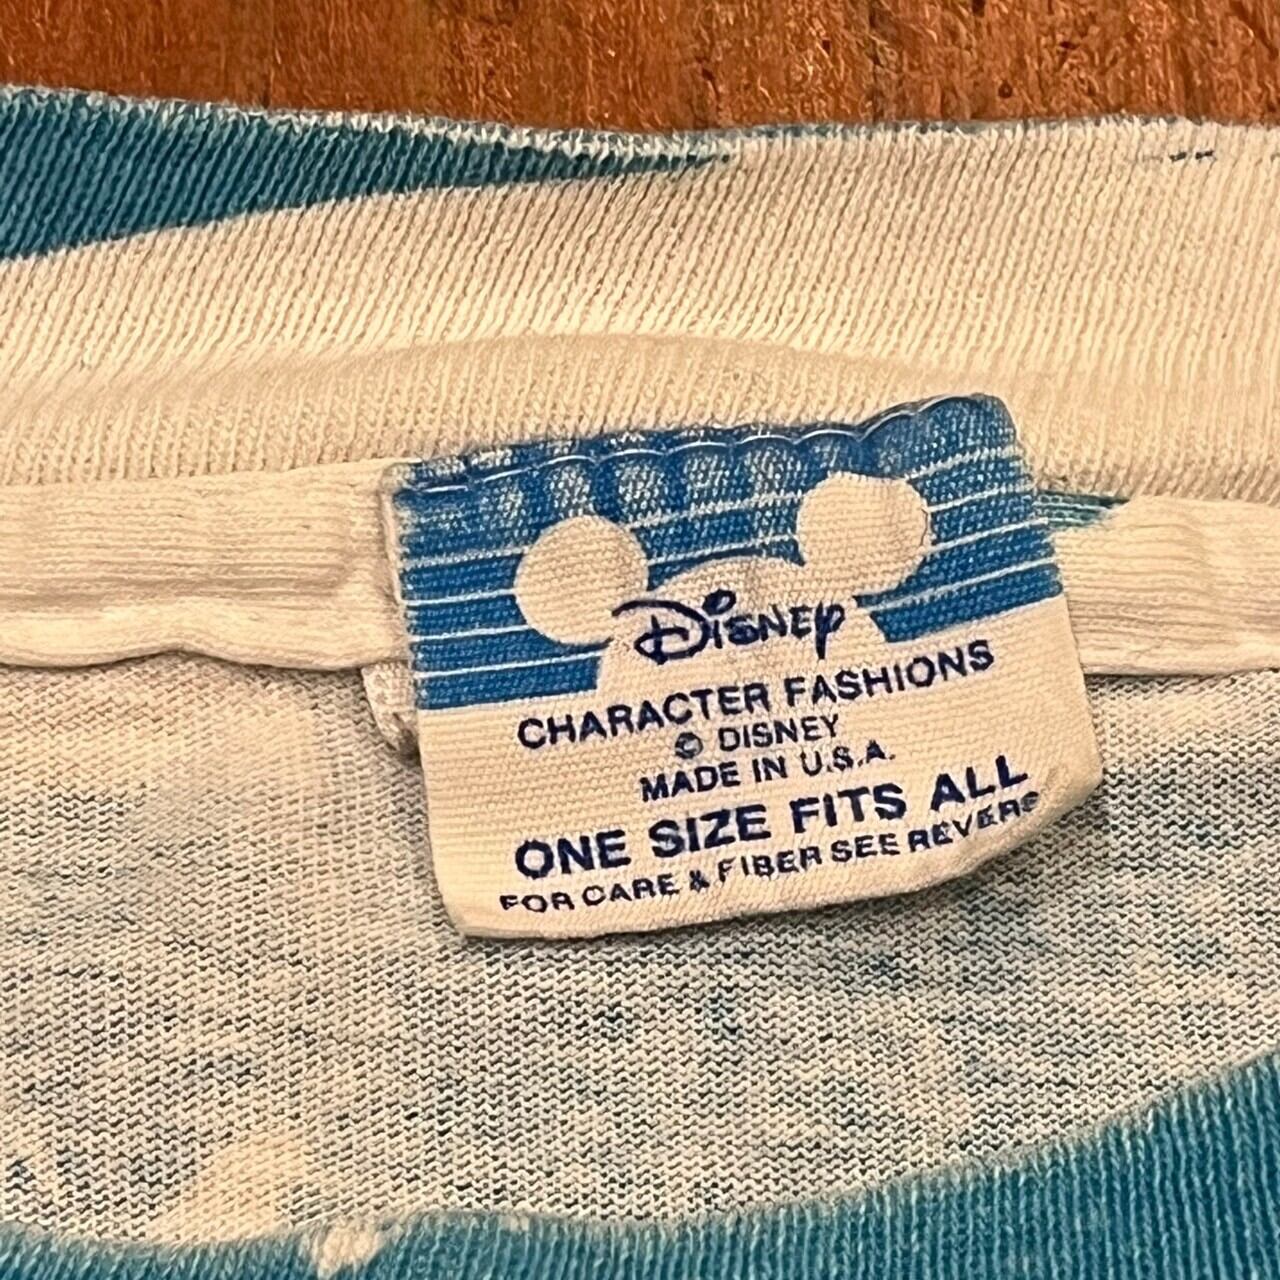 Disney
CHARACTER FASHIONS
© DISNEY
MADE IN U.S.A.
ONE SIZE FITS ALL
FOR CARE & FIBER SEE REVERS